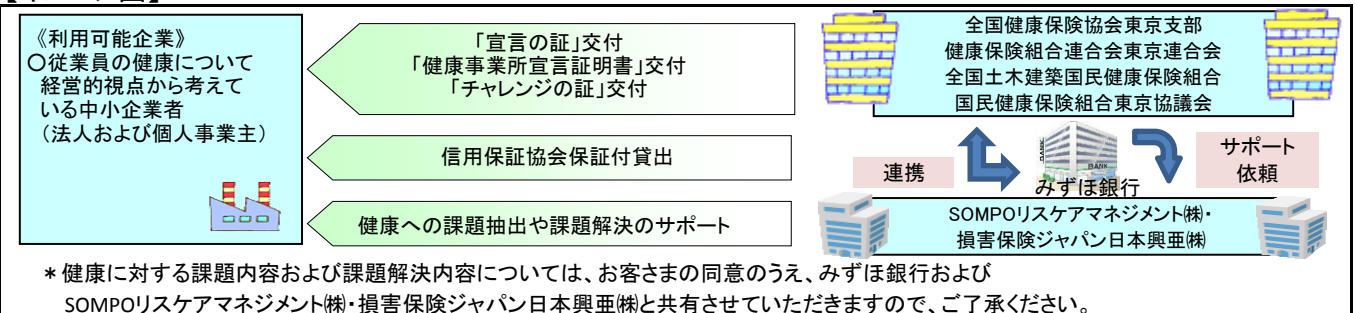 《利用可能企業》
〇従業員の健康について
経営的視点から考えて
いる中小企業者
(法人および個人事業主)
「宣言の証」交付
「健康事業所宣言証明書」交付
「チャレンジの証」交付
信用保証協会保証付貸出
健康への課題抽出や課題解決のサポート
全国健康保険協会東京支部
健康保険組合連合会東京連合会
全国土木建築国民健康保険組合
国民健康保険組合東京協議会
連携
BANK
BANK
みずほ銀行
サポート
依頼
SOMPOリスケアマネジメント㈱・
損害保険ジャパン日本興亜㈱
*健康に対する課題内容および課題解決内容については、お客さまの同意のうえ、みずほ銀行および
SOMPOリスケアマネジメント㈱・損害保険ジャパン日本興亜㈱と共有させていただきますので、ご了承ください。